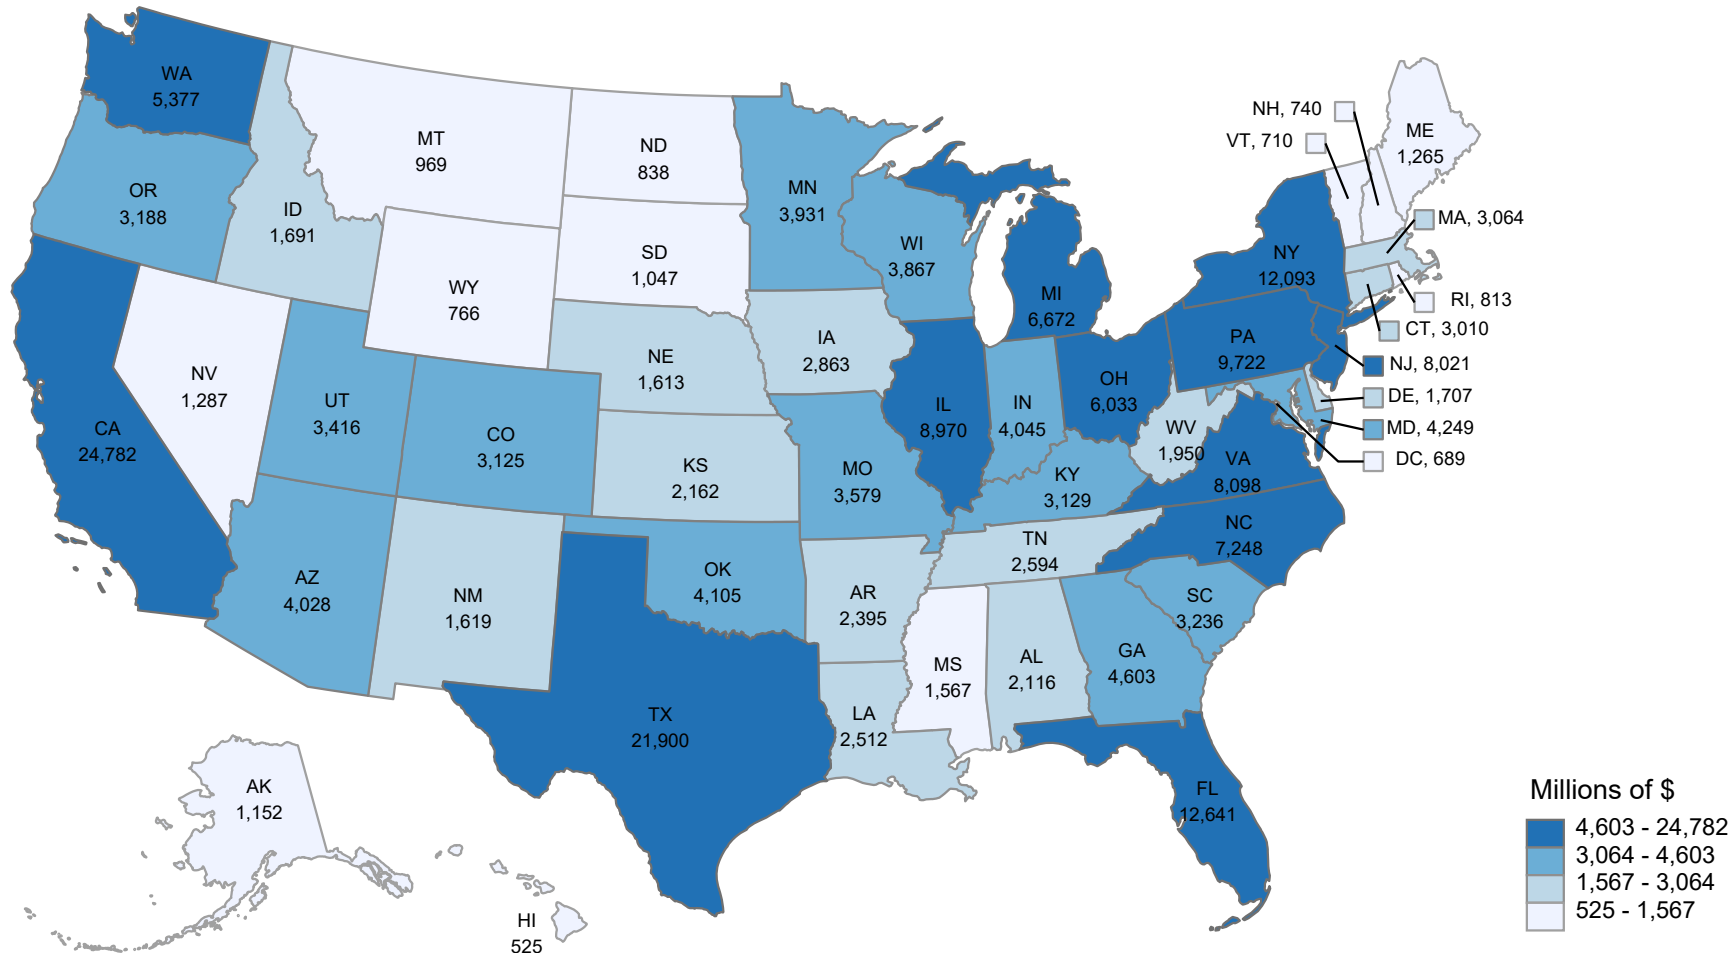 WA
5,377
MT
969
ND
838
NH, 740
VT, 710
ME
1,265
OR
3,188
ID
1,691
MN
3,931
MA, 3,064
WI
3,867
SD
1,047
NY
12,093
WY
766
MI
6,672
RI, 813
CT, 3,010
NE
1,613
IA
2,863
PA
9,722
NJ, 8,021
NV
1,287
UT
3,416
OH
6,033
DE, 1,707
CA
24,782
CO
3,125
IL
8,970
IN
4,045
WV
1,950
MD, 4,249
DC, 689
KS
2,162
MO
3,579
KY
3,129
VA
8,098
NC
7,248
TN
2,594
AZ
4,028
NM
1,619
OK
4,105
AR
2,395
SC
3,236
MS
1,567
AL
2,116
GA
4,603
TX
21,900
LA
2,512
AK
1,152
FL
12,641
HI
525
Millions of $
4,603 - 24,782
3,064 - 4,603
1,567 - 3,064
525 - 1,567